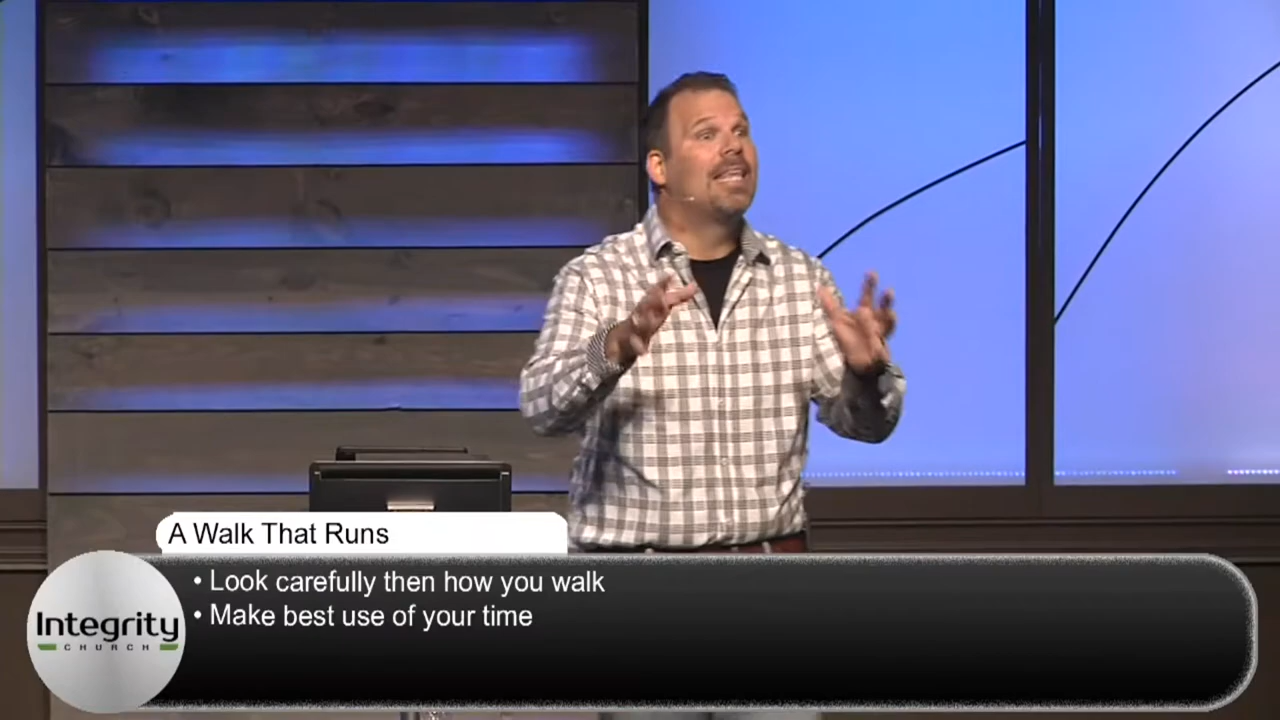 A Walk That Runs
• Look carefully then how you walk
• Make best use of your time
Integrity
CHURCH